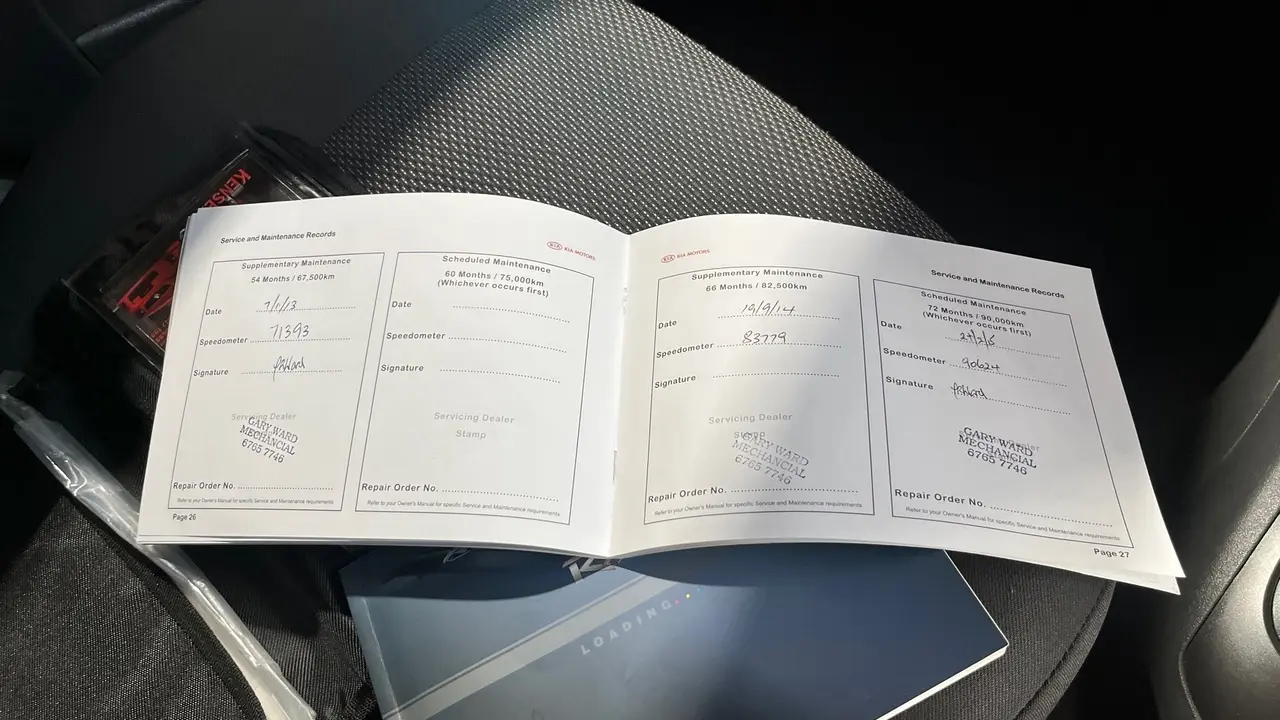 KENSE
Service and Maintenance Records
KIA KIA MOTORS
Supplementary Maintenance
54 Months / 67,500km
Date 7/1/13
Speedometer 71393
Signature
Servicing Dealer
GARY WARD
MECHANCIAL
6765 7746
Repair Order No.
Refer to your Owner's Manual for specific Service and Maintenance requirements
Page 26
Scheduled Maintenance
60 Months / 75,000km
(Whichever occurs first)
Date
Speedometer
Signature
Servicing Dealer
Stamp
Repair Order No.
Refer to your Owner's Manual for specific Service and Maintenance requirements
KIA KIA MOTORS
Supplementary Maintenance
66 Months / 82,500km
Date 19/9/14
Speedometer 83779
Signature
Servicing Dealer
Stamp
GARY WARD
MECHANCIAL
6765 7746
Repair Order No.
Refer to your Owner's Manual for specific Service and Maintenance requirements
Service and Maintenance Records
Scheduled Maintenance
72 Months / 90,000km
(Whichever occurs first)
Date
Speedometer 90624
Signature
GARY WARD
MECHANCIAL
6765 7746
Repair Order No.
Refer to your Owner's Manual for specific Service and Maintenance requirements
Page 27
LOADING...